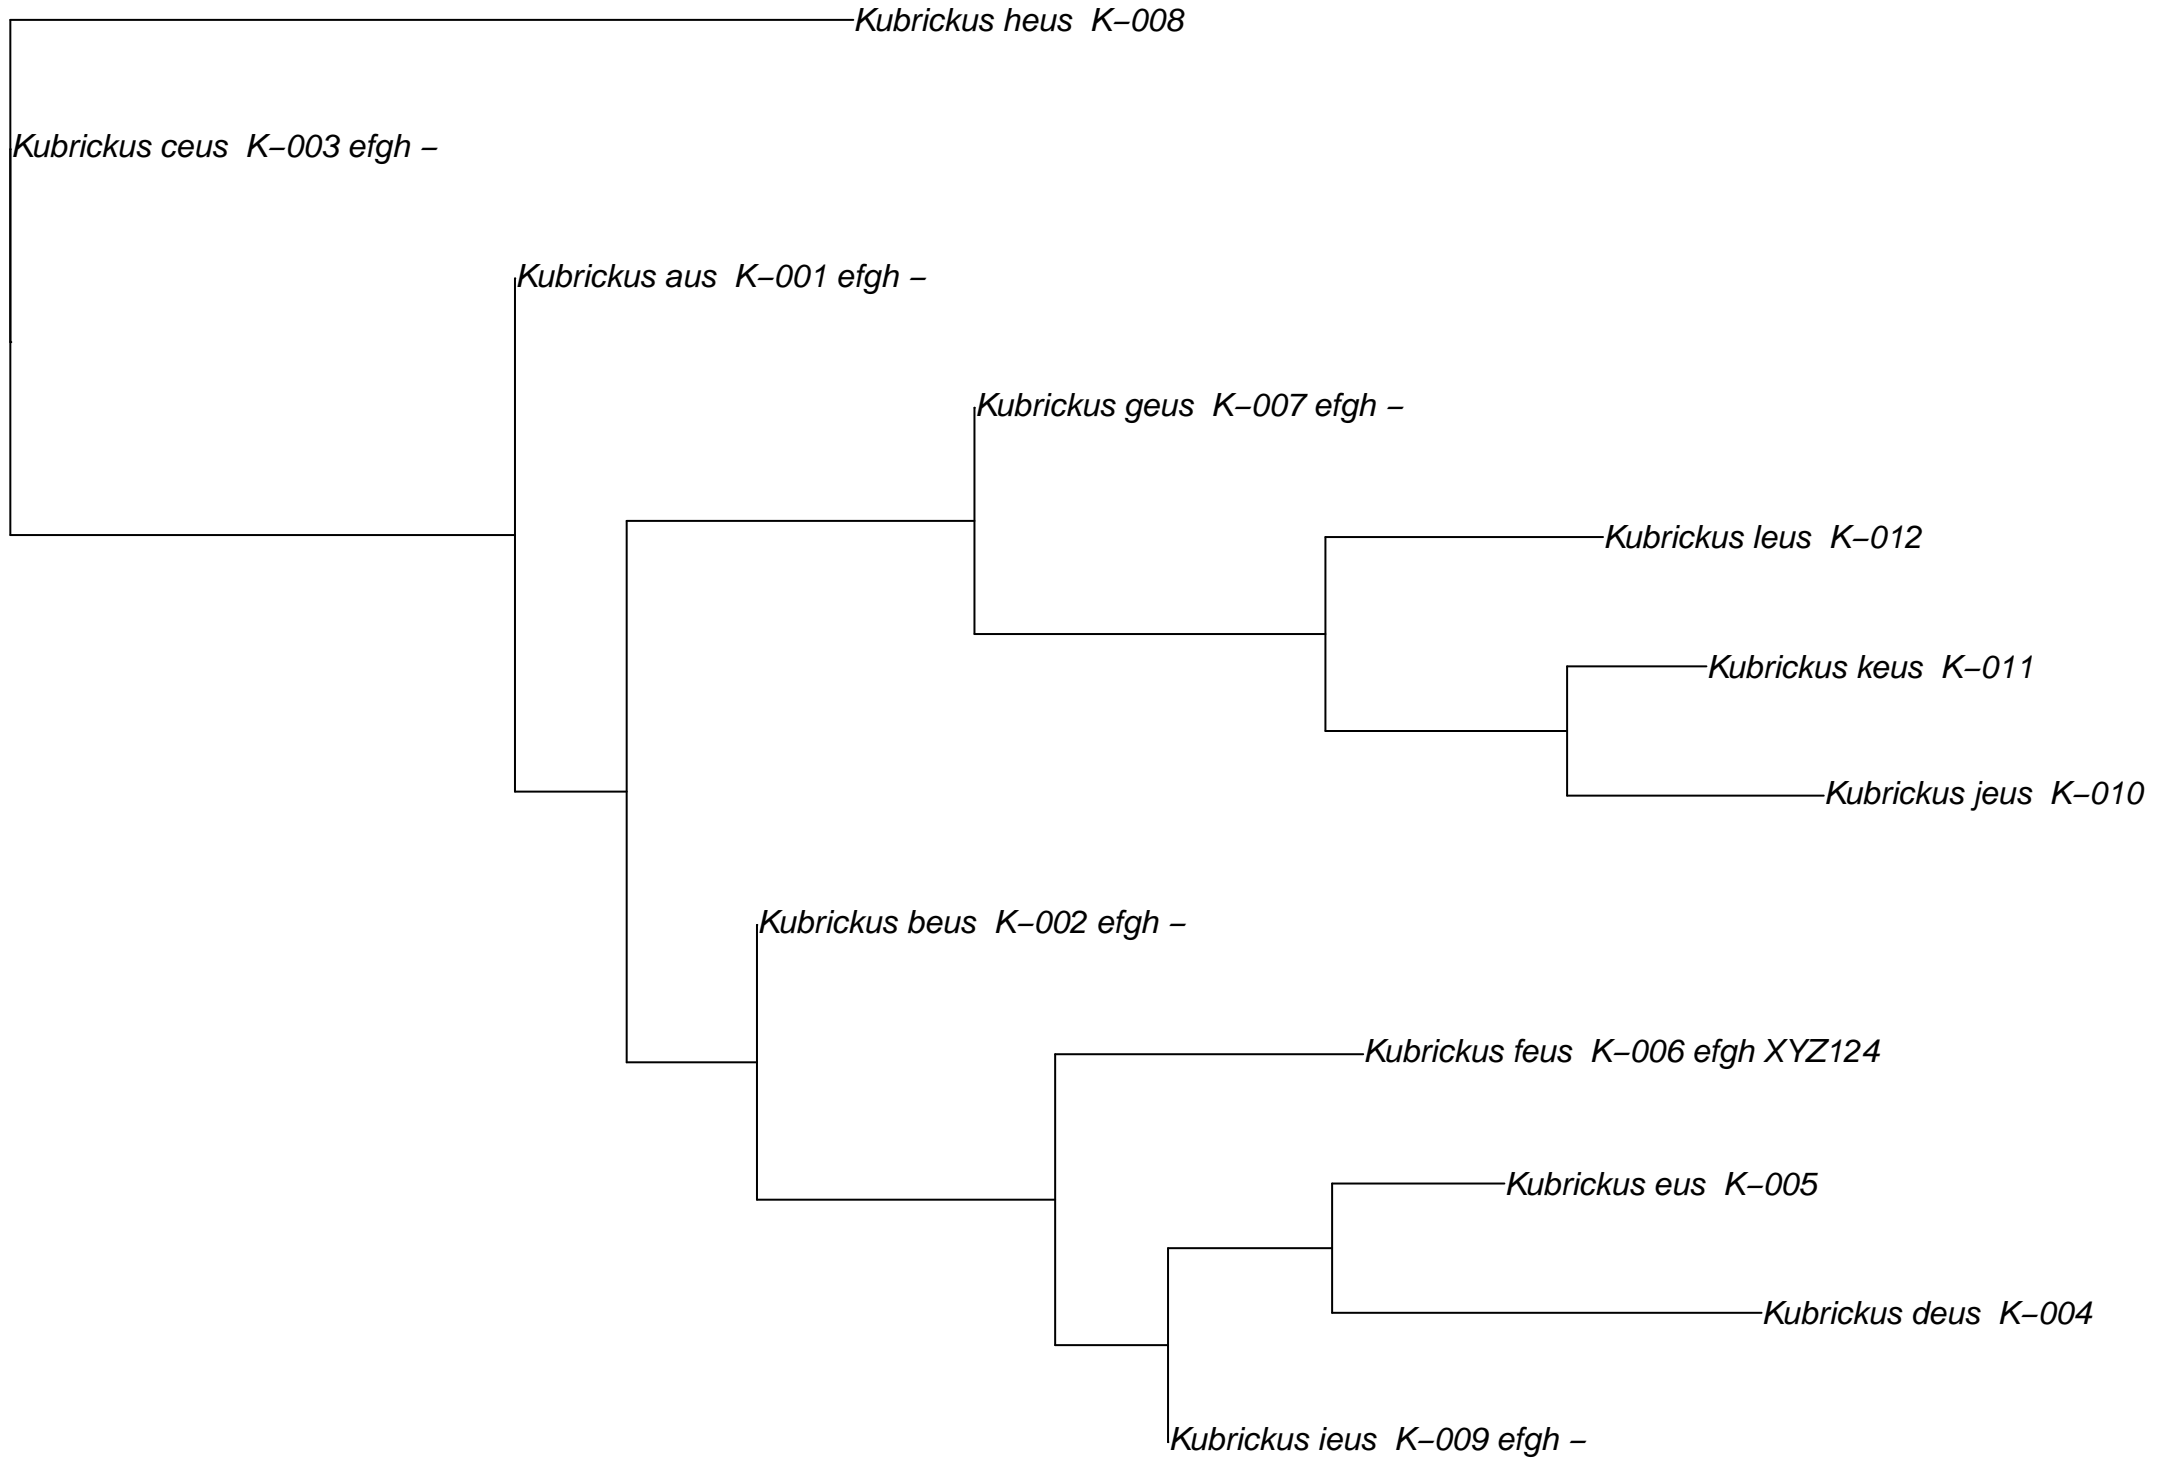 Kubrickus heus  K–008
Kubrickus ceus  K–003 efgh –
Kubrickus aus  K–001 efgh –
Kubrickus geus  K–007 efgh –
Kubrickus leus  K–012
Kubrickus keus  K–011
Kubrickus jeus  K–010
Kubrickus beus  K–002 efgh –
Kubrickus feus  K–006 efgh XYZ124
Kubrickus eus  K–005
Kubrickus deus  K–004
Kubrickus ieus  K–009 efgh –